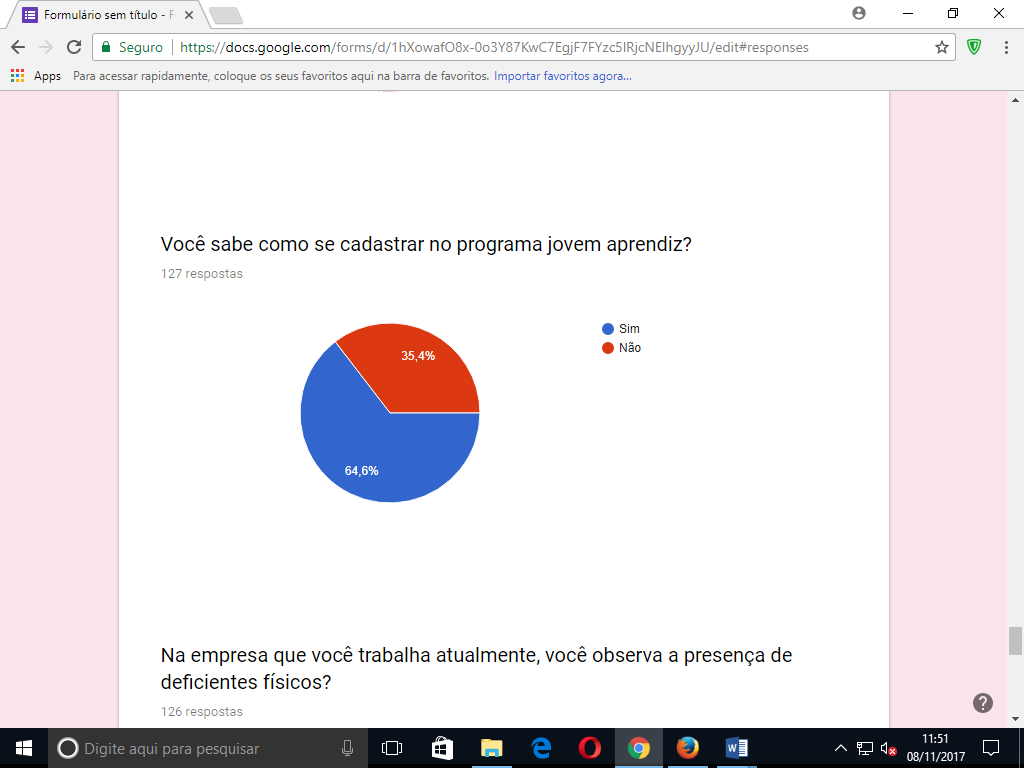 Formulário sem título - F
Seguro
https://docs.google.com/forms/d/1hXowafO8x-0o3Y87KwC7EgjF7FYzc5lRjcNElhgyyJU/edit#responses
Apps Para acessar rapidamente, coloque os seus favoritos aqui na barra de favoritos. Importar favoritos agora...
Você sabe como se cadastrar no programa jovem aprendiz?
127 respostas
Sim
Não
35,4%
64,6%
Na empresa que você trabalha atualmente, você observa a presença de
deficientes físicos?
126 respostas
Digite aqui para pesquisar
11:51
08/11/2017